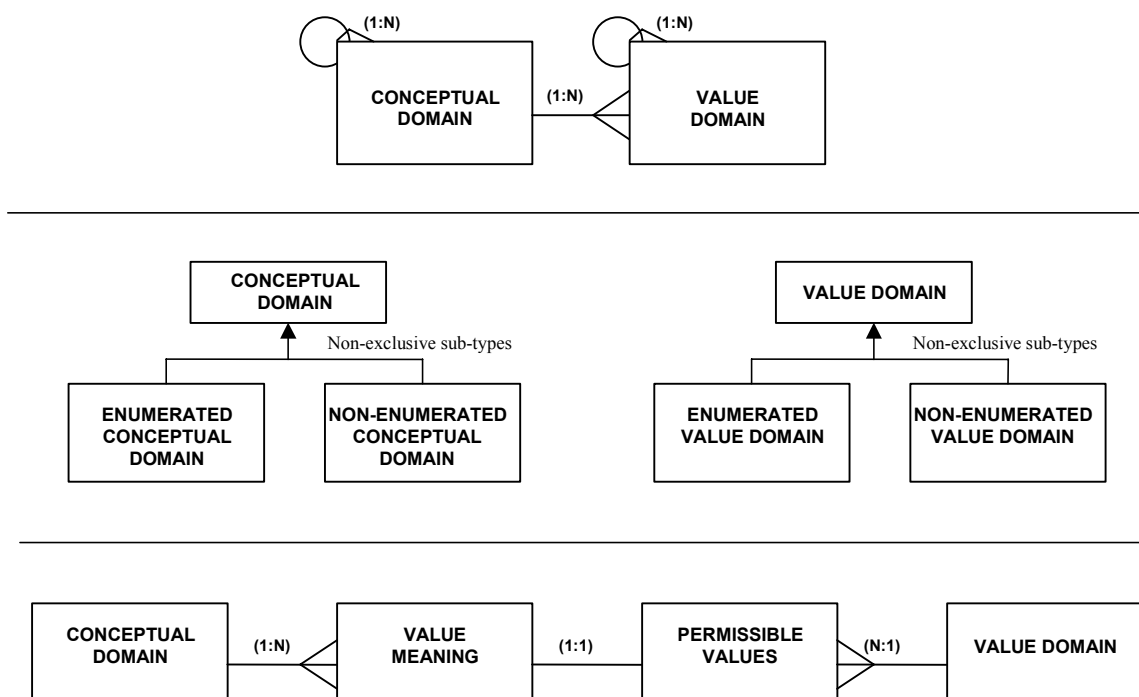 (1:N)
(1:N)
CONCEPTUAL
DOMAIN
(1:N)
VALUE
DOMAIN
CONCEPTUAL
DOMAIN
VALUE DOMAIN
Non-exclusive sub-types
Non-exclusive sub-types
ENUMERATED
CONCEPTUAL
DOMAIN
NON-ENUMERATED
CONCEPTUAL
DOMAIN
ENUMERATED
VALUE DOMAIN
NON-ENUMERATED
VALUE DOMAIN
CONCEPTUAL
DOMAIN
(1:N)
VALUE
MEANING
(1:1)
PERMISSIBLE
VALUES
(N:1)
VALUE DOMAIN